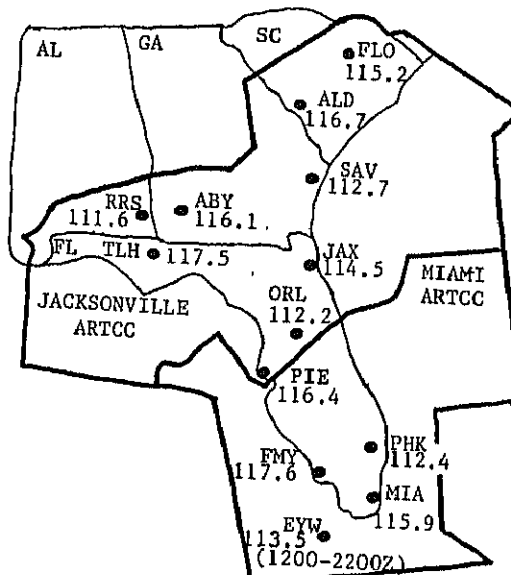 AL
GA
SC
FLO
115.2
ALD
116.7
SAV
112.7
RRS
111.6
ABY
116.1
FL
TLH
117.5
JAX
114.5
MIAMI
ARTCC
JACKSONVILLE
ARTCC
ORL
112.2
PIE
116.4
PHK
112.4
FMY
117.6
MIA
115.9
EYW
113.5
(1200-2200Z)